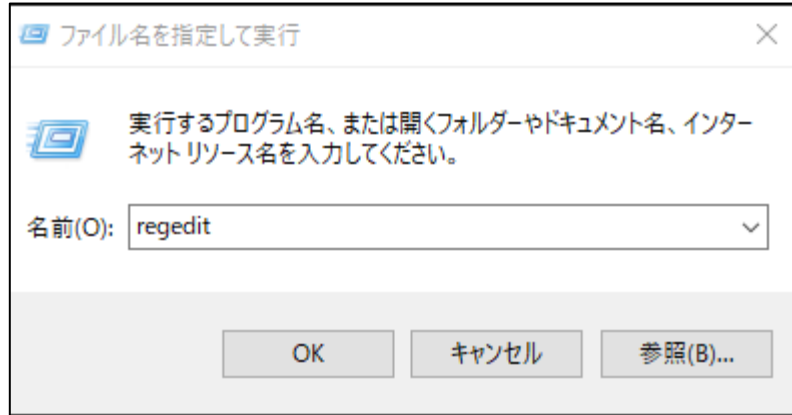 ファイル名を指定して実行
実行するプログラム名、または開くフォルダーやドキュメント名、インター
ネット リソース名を入力してください。
名前(O): regedit
OK キャンセル 参照(B)...